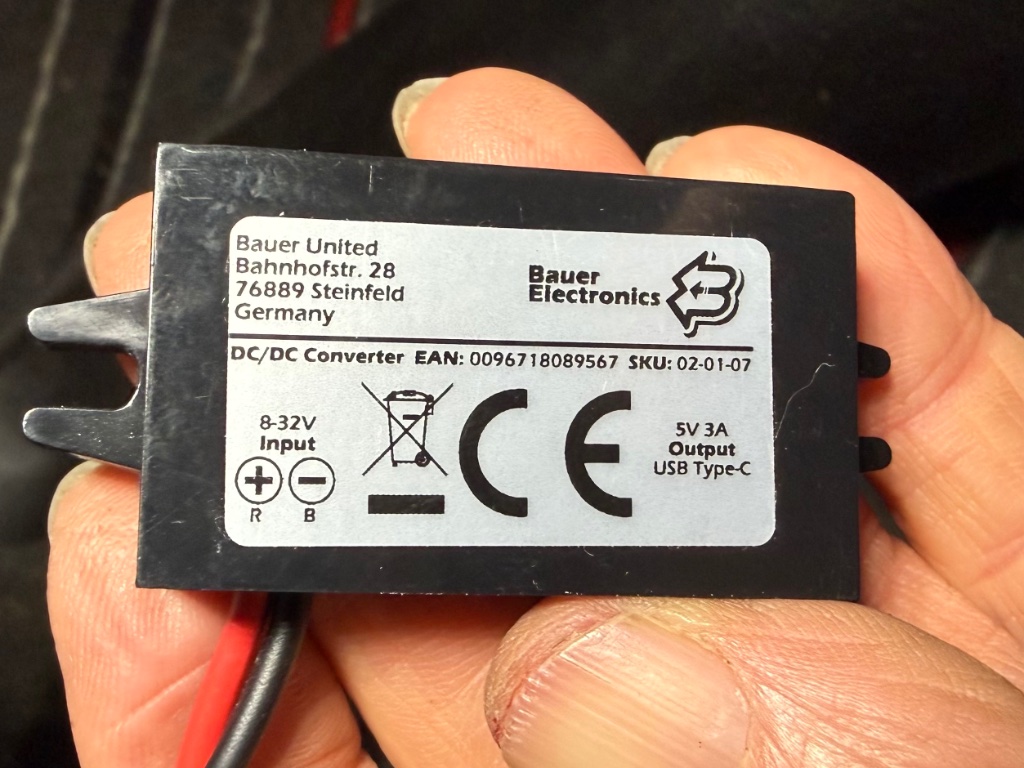 Bauer United
Bahnhofstr. 28
76889 Steinfeld
Germany
Bauer
Electronics
DC/DC Converter EAN: 0096718089567 SKU: 02-01-07
8-32V
Input
+ −
R B
CE
5V 3A
Output
USB Type-C